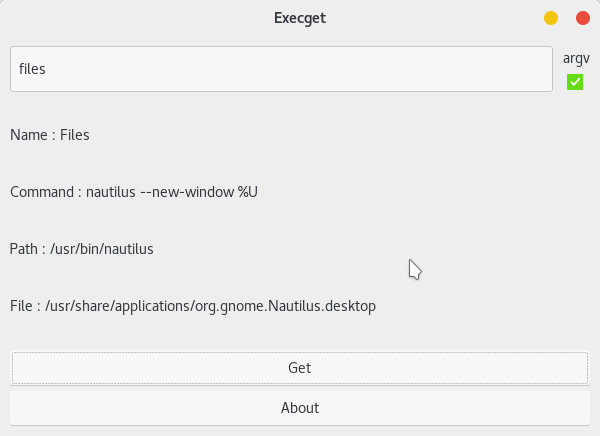 Execget
files
argv
Name : Files
Command : nautilus --new-window %U
Path : /usr/bin/nautilus
File : /usr/share/applications/org.gnome.Nautilus.desktop
Get
About